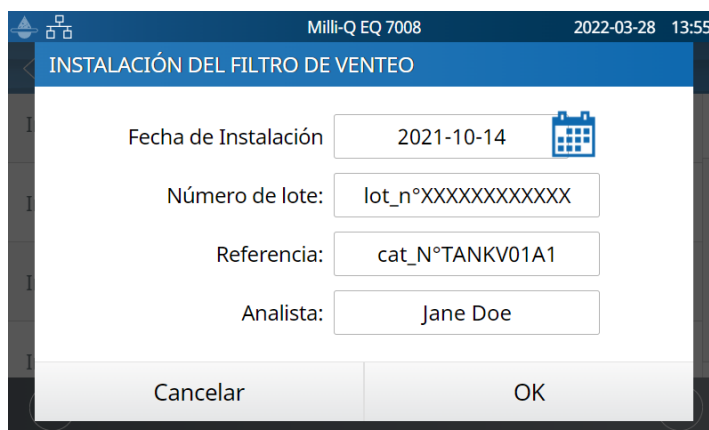 Milli-Q EQ 7008 2022-03-28 13:55
INSTALACIÓN DEL FILTRO DE VENTEO
Fecha de Instalación 2021-10-14
Número de lote: lot_n°XXXXXXXXXXXX
Referencia: cat_N°TANKV01A1
Analista: Jane Doe
Cancelar OK